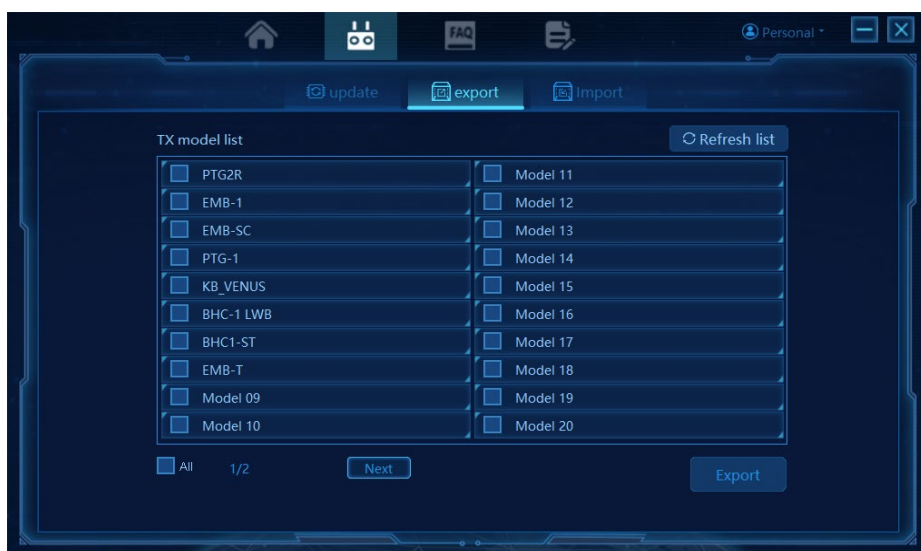 FAQ
Personal
update
export
Import
TX model list
Refresh list
PTG2R
EMB-1
EMB-SC
PTG-1
KB_VENUS
BHC-1 LWB
BHC1-ST
EMB-T
Model 09
Model 10
Model 11
Model 12
Model 13
Model 14
Model 15
Model 16
Model 17
Model 18
Model 19
Model 20
All
1/2
Next
Export